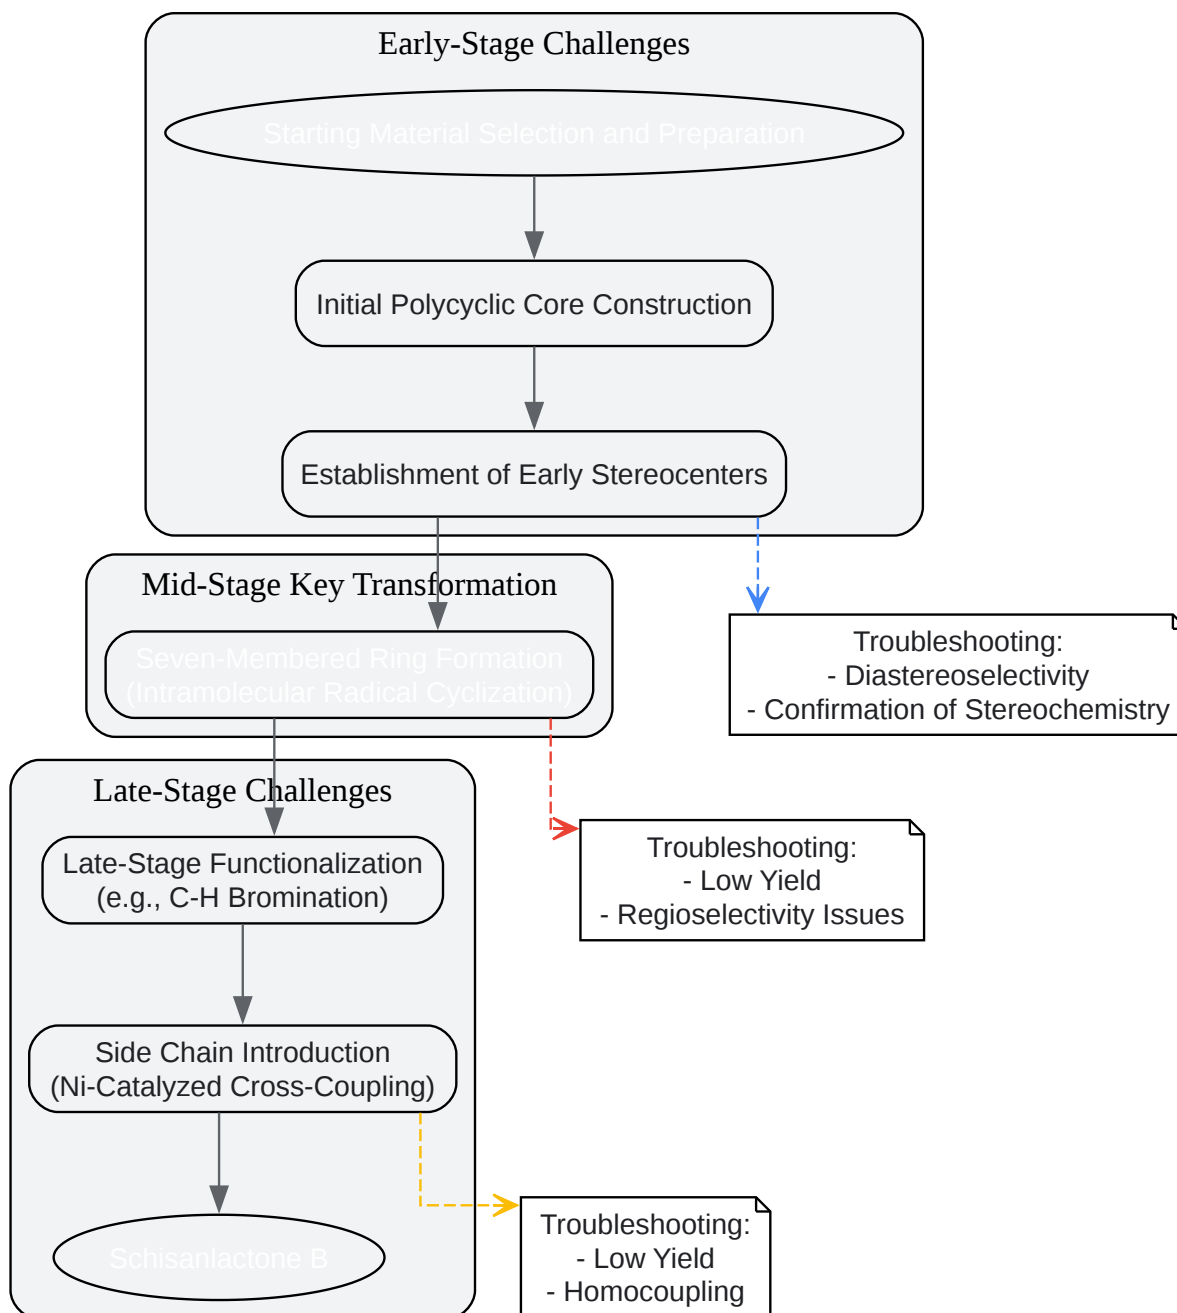 Early-Stage Challenges
Starting Material Selection and Preparation
Initial Polycyclic Core Construction
Establishment of Early Stereocenters
Mid-Stage Key Transformation
Seven-Membered Ring Formation
(Intramolecular Radical Cyclization)
Troubleshooting:
- Diastereoselectivity
- Confirmation of Stereochemistry
Late-Stage Challenges
Late-Stage Functionalization
(e.g., C-H Bromination)
Troubleshooting:
- Low Yield
- Regioselectivity Issues
Side Chain Introduction
(Ni-Catalyzed Cross-Coupling)
Schisanlactone B
Troubleshooting:
- Low Yield
- Homocoupling